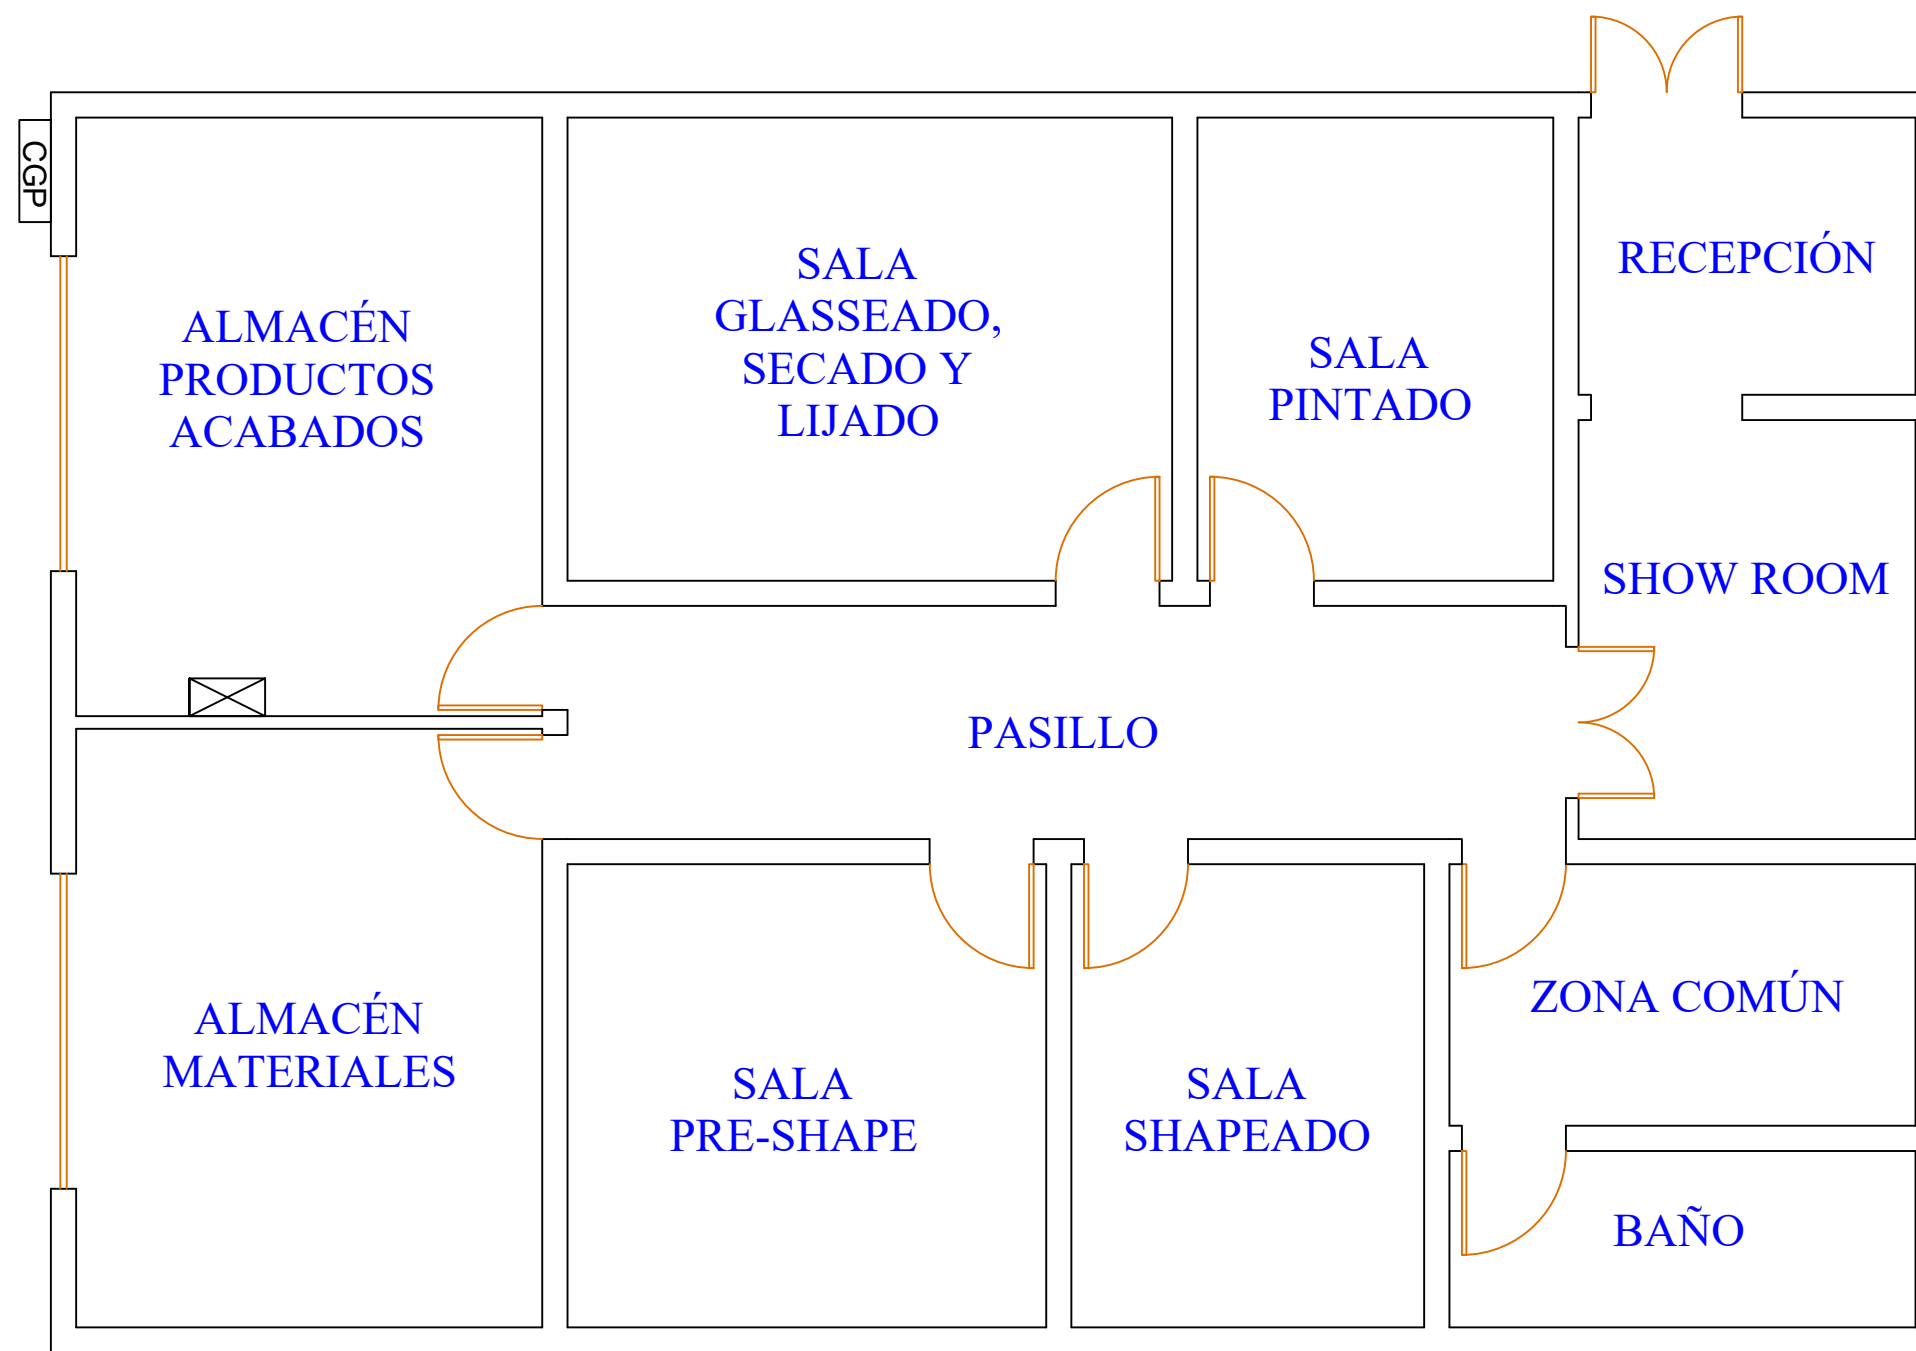 CGP
ALMACÉN
PRODUCTOS
ACABADOS
SALA
GLASSEADO,
SECADO Y
LIJADO
SALA
PINTADO
RECEPCIÓN
SHOW ROOM
PASILLO
ALMACÉN
MATERIALES
SALA
PRE-SHAPE
SALA
SHAPEADO
ZONA COMÚN
BAÑO